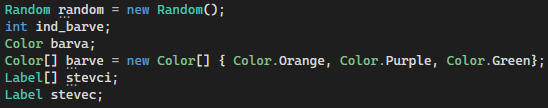 Random random = new Random();
int ind_barve;
Color barva;
Color[] barve = new Color[] { Color.Orange, Color.Purple, Color.Green};
Label[] stevci;
Label stevec;